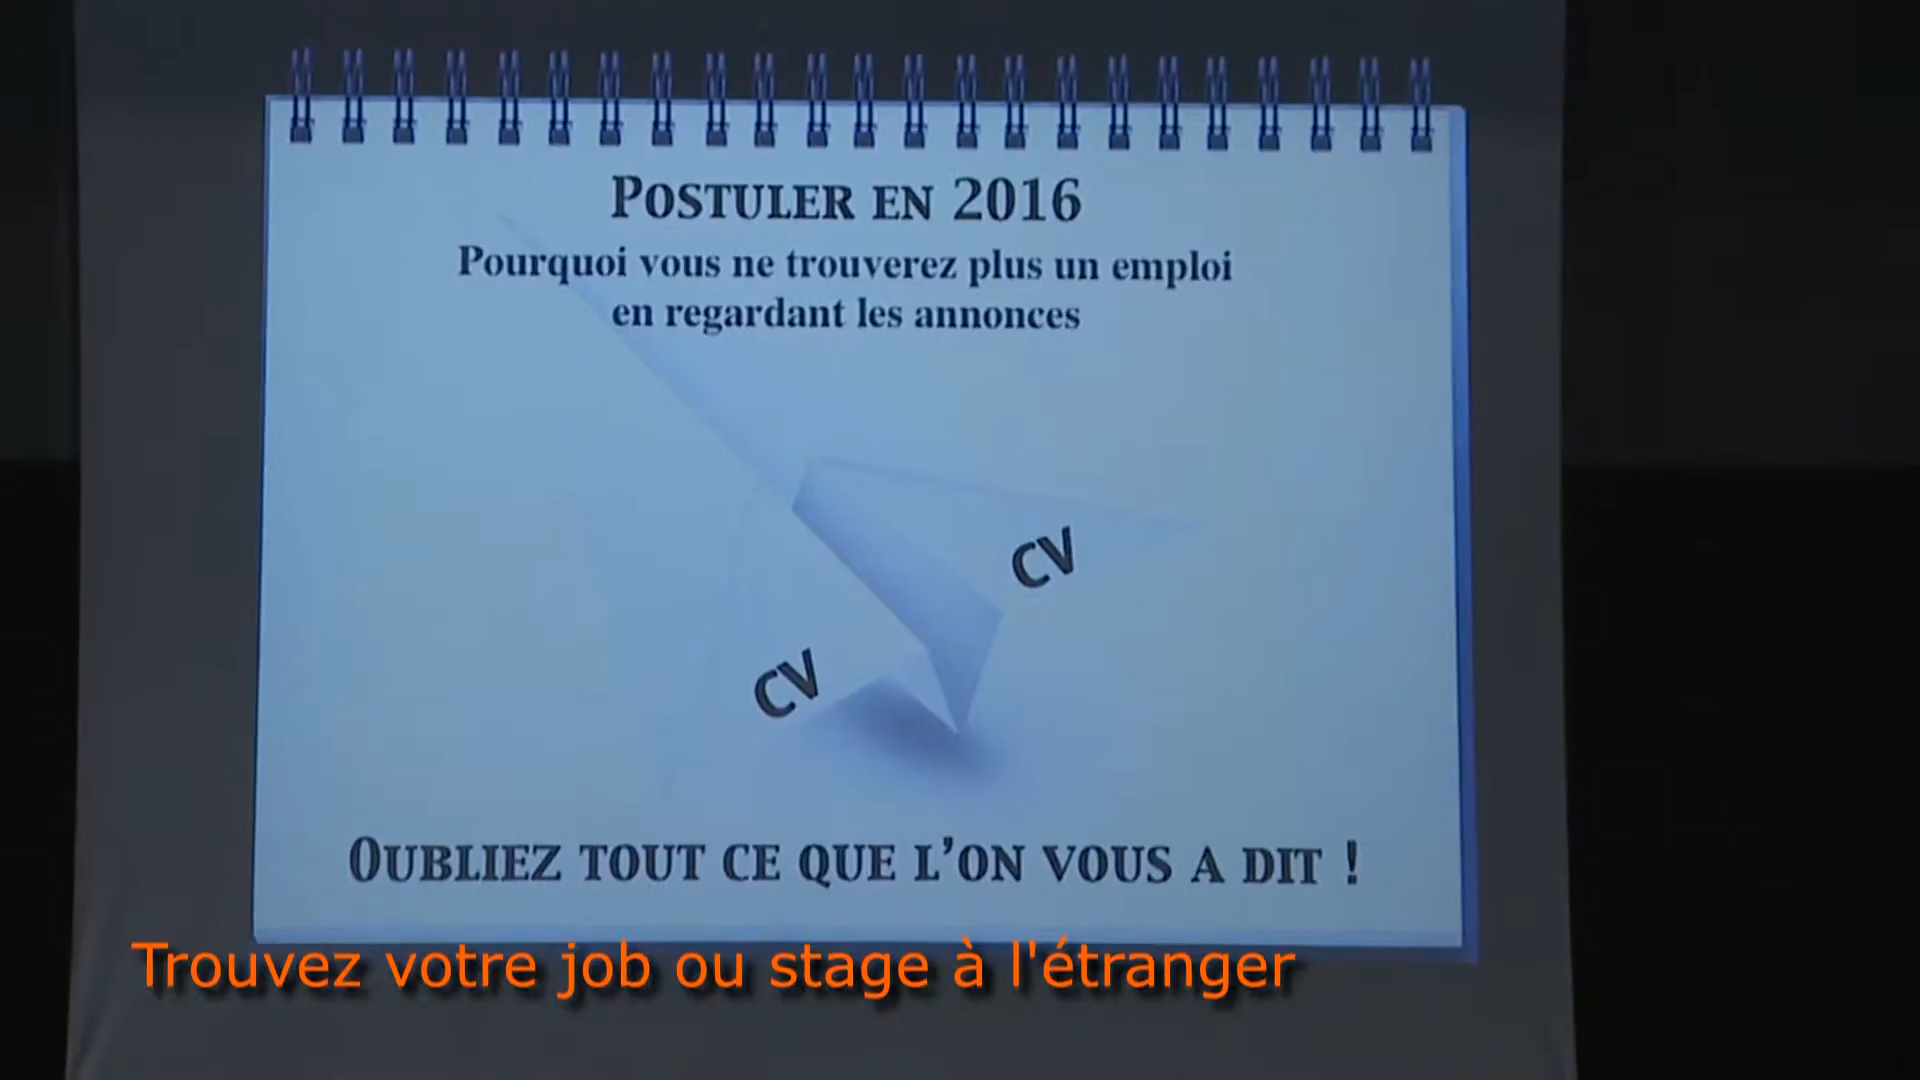 POSTULER EN 2016
Pourquoi vous ne trouverez plus un emploi
en regardant les annonces
CV
CV
OUBLIEZ TOUT CE QUE L'ON VOUS A DIT !
Trouvez votre job ou stage à l'étranger